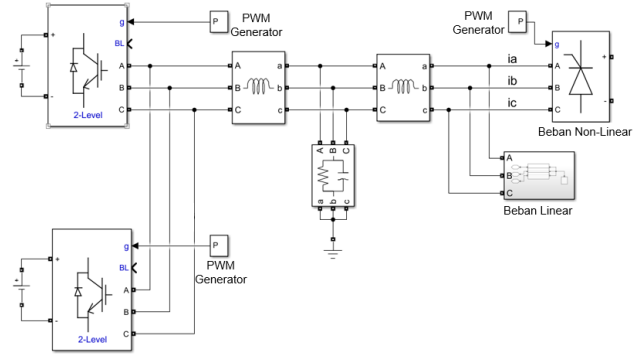 g
BL
A
B
C
2-Level
P
PWM
Generator
A
B
C
a
b
c
A
B
C
a
b
c
PWM
Generator
P
ia
ib
ic
g
A
B
C
+
-
Beban Non-Linear
A
B
C
Beban Linear
A B C
a b c
+
-
+
+
-
+
g
BL
A
B
C
2-Level
P
PWM
Generator